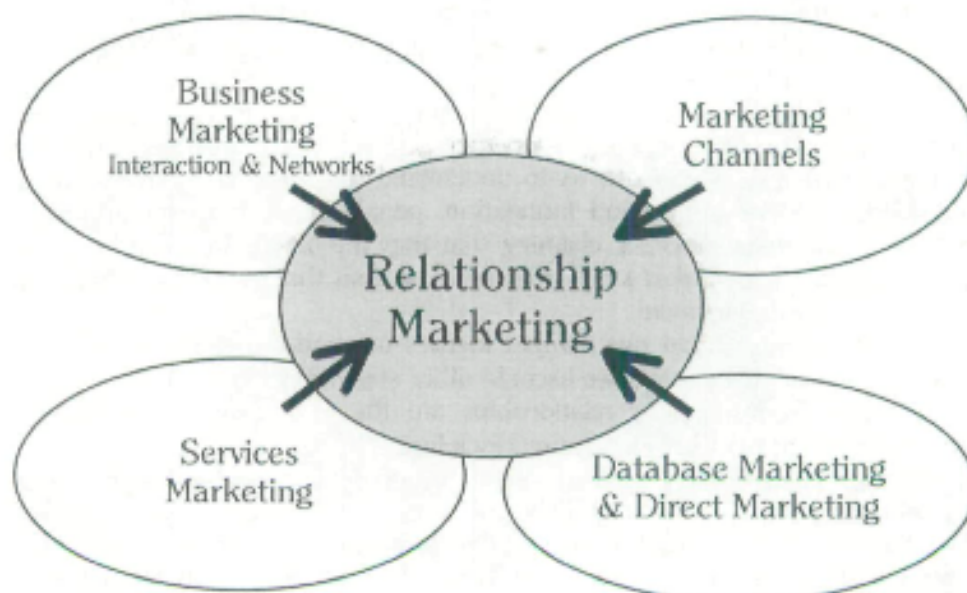 Business
Marketing
Interaction & Networks
Marketing
Channels
Relationship
Marketing
Services
Marketing
Database Marketing
& Direct Marketing